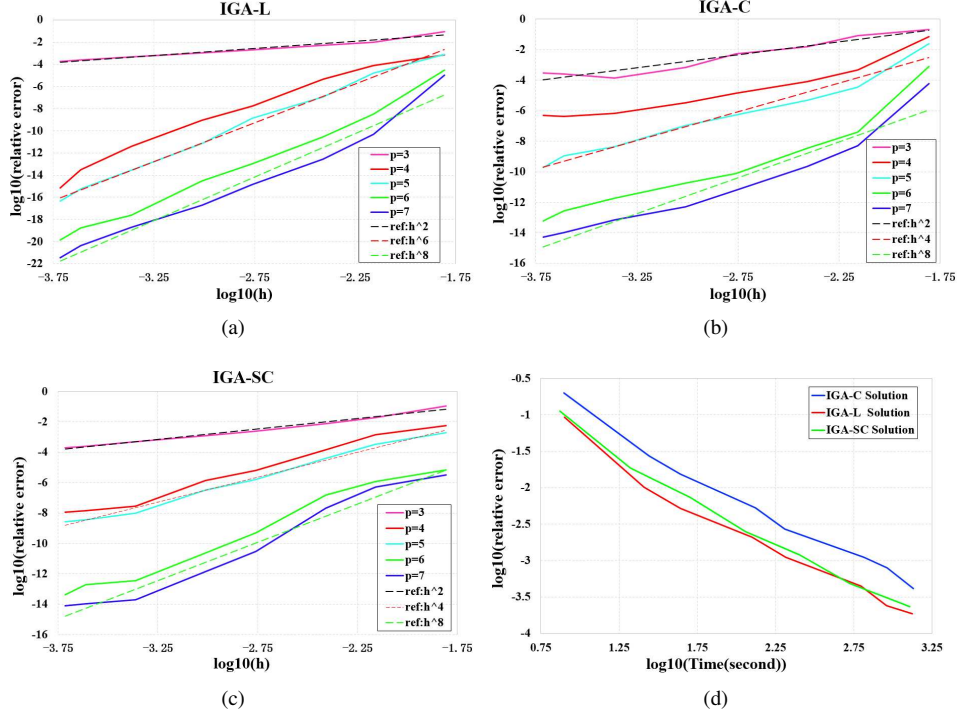 IGA-L
log10(relative error)
0
-2
-4
-6
-8
-10
-12
-14
-16
-18
-20
-22
p=3
p=4
p=5
p=6
p=7
ref:h^2
ref:h^6
ref:h^8
-3.75
-3.25
-2.75
-2.25
-1.75
log10(h)
(a)
IGA-C
log10(relative error)
0
-2
-4
-6
-8
-10
-12
-14
-16
p=3
p=4
p=5
p=6
p=7
ref:h^2
ref:h^4
ref:h^8
-3.75
-3.25
-2.75
-2.25
-1.75
log10(h)
(b)
IGA-SC
log10(relative error)
0
-2
-4
-6
-8
-10
-12
-14
-16
p=3
p=4
p=5
p=6
p=7
ref:h^2
ref:h^4
ref:h^8
-3.75
-3.25
-2.75
-2.25
-1.75
log10(h)
(c)
log10(relative error)
-0.5
-1
-1.5
-2
-2.5
-3
-3.5
-4
IGA-C Solution
IGA-L Solution
IGA-SC Solution
0.75
1.25
1.75
2.25
2.75
3.25
log10(Time(second))
(d)